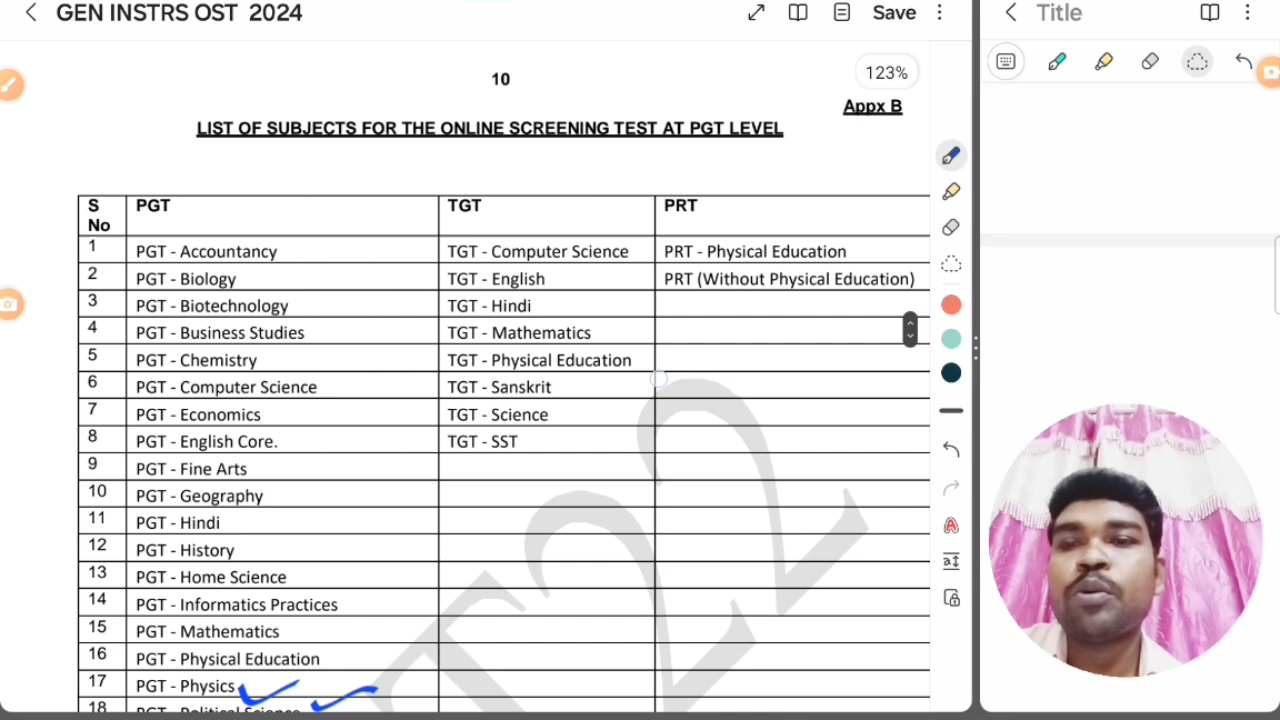 GEN INSTRS OST 2024
Save
Title
123%
10
Appx B
LIST OF SUBJECTS FOR THE ONLINE SCREENING TEST AT PGT LEVEL
S No PGT TGT PRT
1 PGT - Accountancy TGT - Computer Science PRT - Physical Education
2 PGT - Biology TGT - English PRT (Without Physical Education)
3 PGT - Biotechnology TGT - Hindi
4 PGT - Business Studies TGT - Mathematics
5 PGT - Chemistry TGT - Physical Education
6 PGT - Computer Science TGT - Sanskrit
7 PGT - Economics TGT - Science
8 PGT - English Core. TGT - SST
9 PGT - Fine Arts
10 PGT - Geography
11 PGT - Hindi
12 PGT - History
13 PGT - Home Science
14 PGT - Informatics Practices
15 PGT - Mathematics
16 PGT - Physical Education
17 PGT - Physics
18 PGT - Political Science